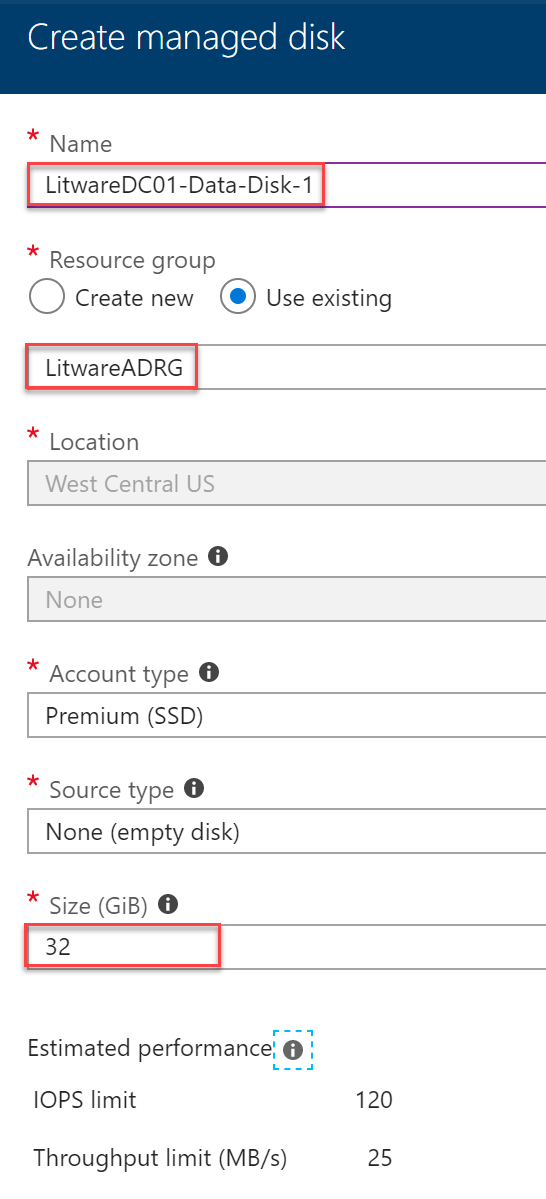 Create managed disk
* Name
LitwareDC01-Data-Disk-1
* Resource group
Create new Use existing
LitwareADRG
* Location
West Central US
Availability zone
None
* Account type
Premium (SSD)
* Source type
None (empty disk)
* Size (GiB)
32
Estimated performance
IOPS limit 120
Throughput limit (MB/s) 25